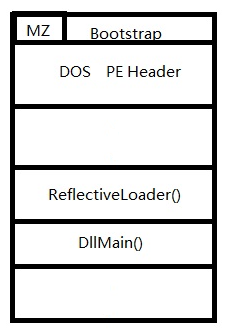 MZ Bootstrap
DOS PE Header
ReflectiveLoader()
DllMain()